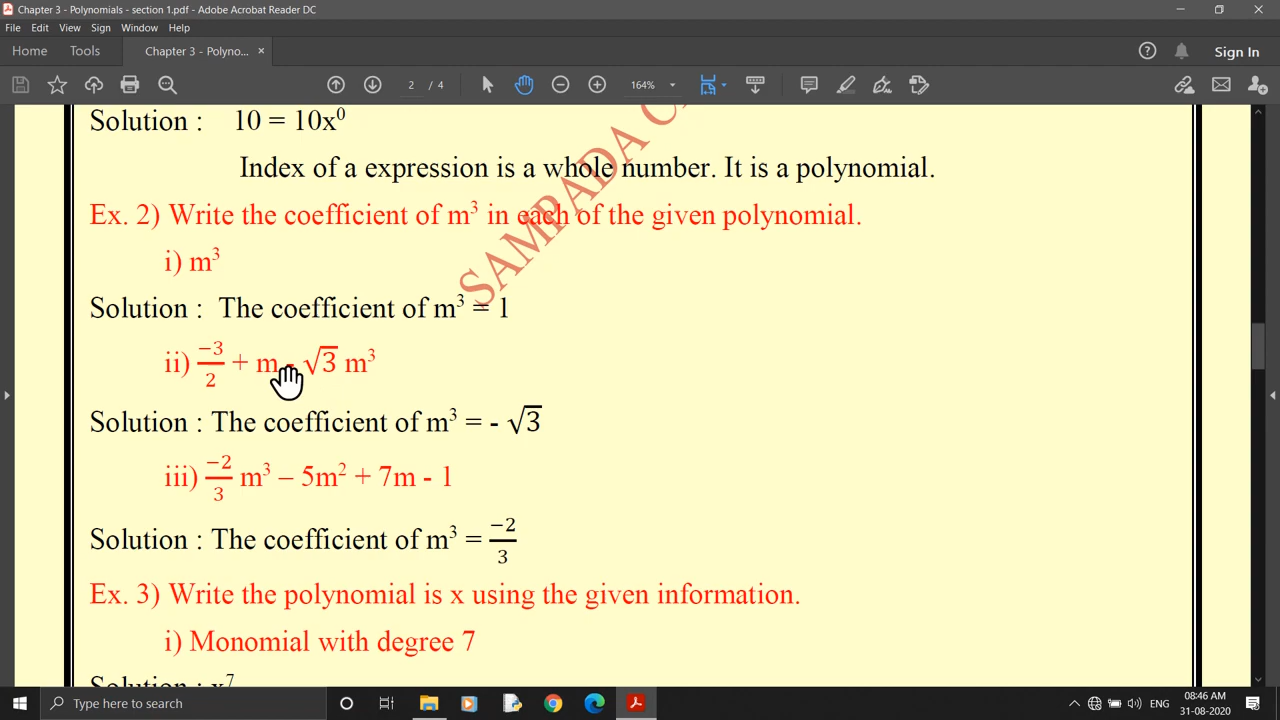 Chapter 3 - Polynomials - section 1.pdf - Adobe Acrobat Reader DC
File Edit View Sign Window Help
Home Tools Chapter 3 - Polyno... × Sign In
2 / 4 164%
Solution : 10 = 10x⁰
Index of a expression is a whole number. It is a polynomial.
Ex. 2) Write the coefficient of m³ in each of the given polynomial.
i) m³
Solution : The coefficient of m³ = 1
ii) −3/2 + m - √3 m³
Solution : The coefficient of m³ = - √3
iii) −2/3 m³ – 5m² + 7m - 1
Solution : The coefficient of m³ = −2/3
Ex. 3) Write the polynomial is x using the given information.
i) Monomial with degree 7
Solution : x⁷
SAMPADA
Type here to search
ENG
08:46 AM
31-08-2020